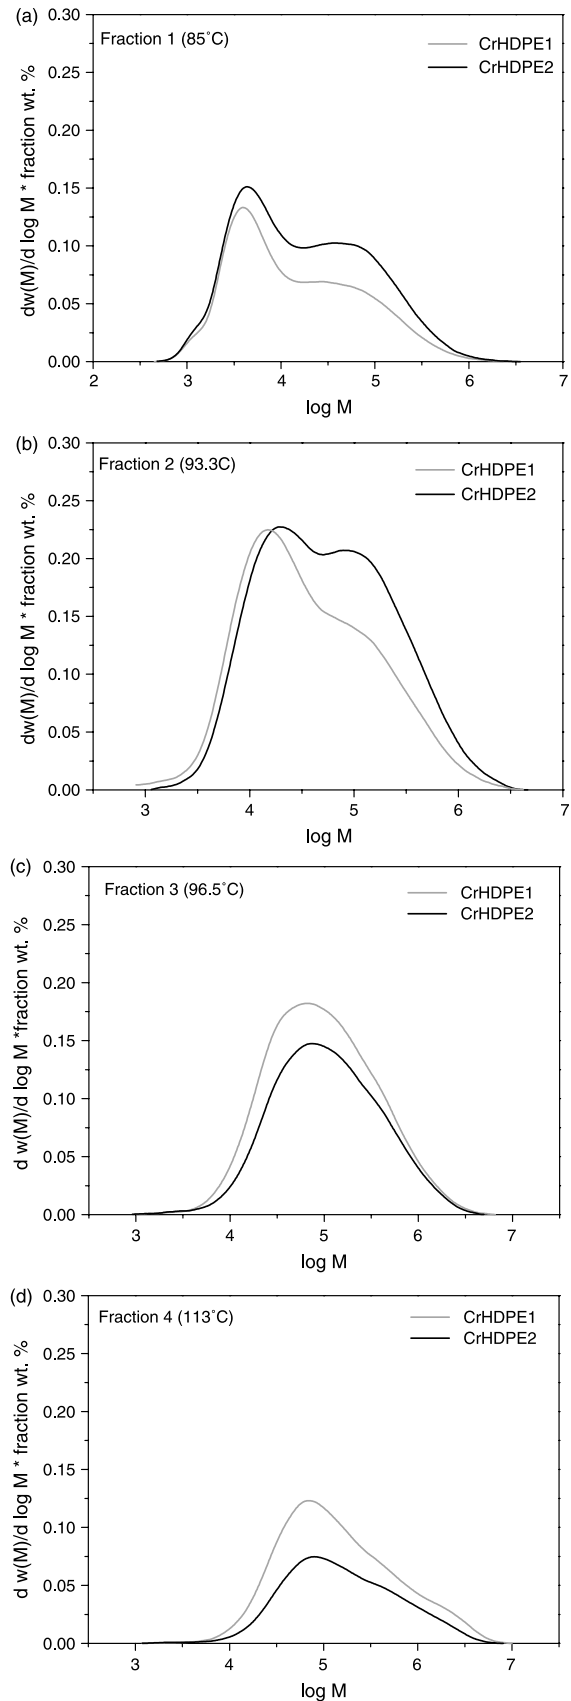 (a)
0.30
Fraction 1 (85˚C)
CrHDPE1
CrHDPE2
0.25
0.20
0.15
0.10
0.05
0.00
dw(M)/d log M * fraction wt. %
2 3 4 5 6 7
log M
(b)
0.30
Fraction 2 (93.3C)
CrHDPE1
CrHDPE2
0.25
0.20
0.15
0.10
0.05
0.00
dw(M)/d log M * fraction wt. %
3 4 5 6 7
log M
(c)
0.30
Fraction 3 (96.5˚C)
CrHDPE1
CrHDPE2
0.25
0.20
0.15
0.10
0.05
0.00
d w(M)/d log M *fraction wt. %
3 4 5 6 7
log M
(d)
0.30
Fraction 4 (113˚C)
CrHDPE1
CrHDPE2
0.25
0.20
0.15
0.10
0.05
0.00
d w(M)/d log M * fraction wt. %
3 4 5 6 7
log M